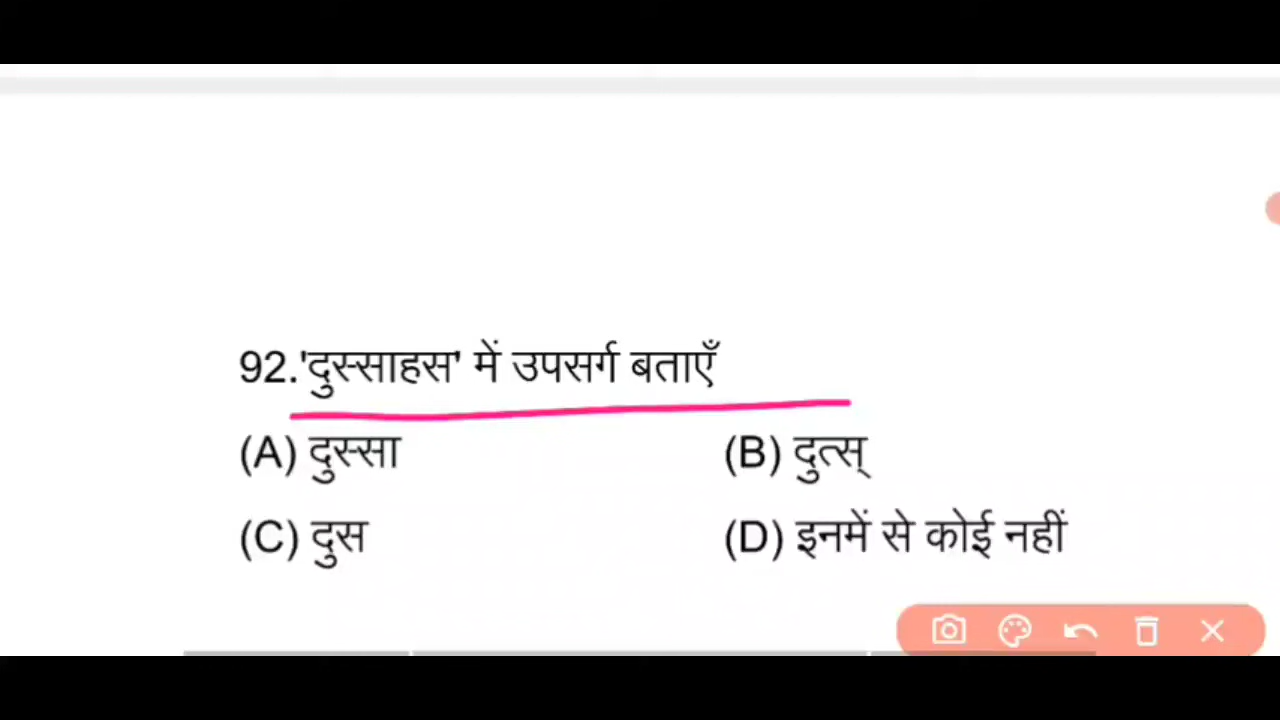 92.'दुस्साहस' में उपसर्ग बताएँ
(A) दुस्सा (B) दुत्स्
(C) दुस (D) इनमें से कोई नहीं